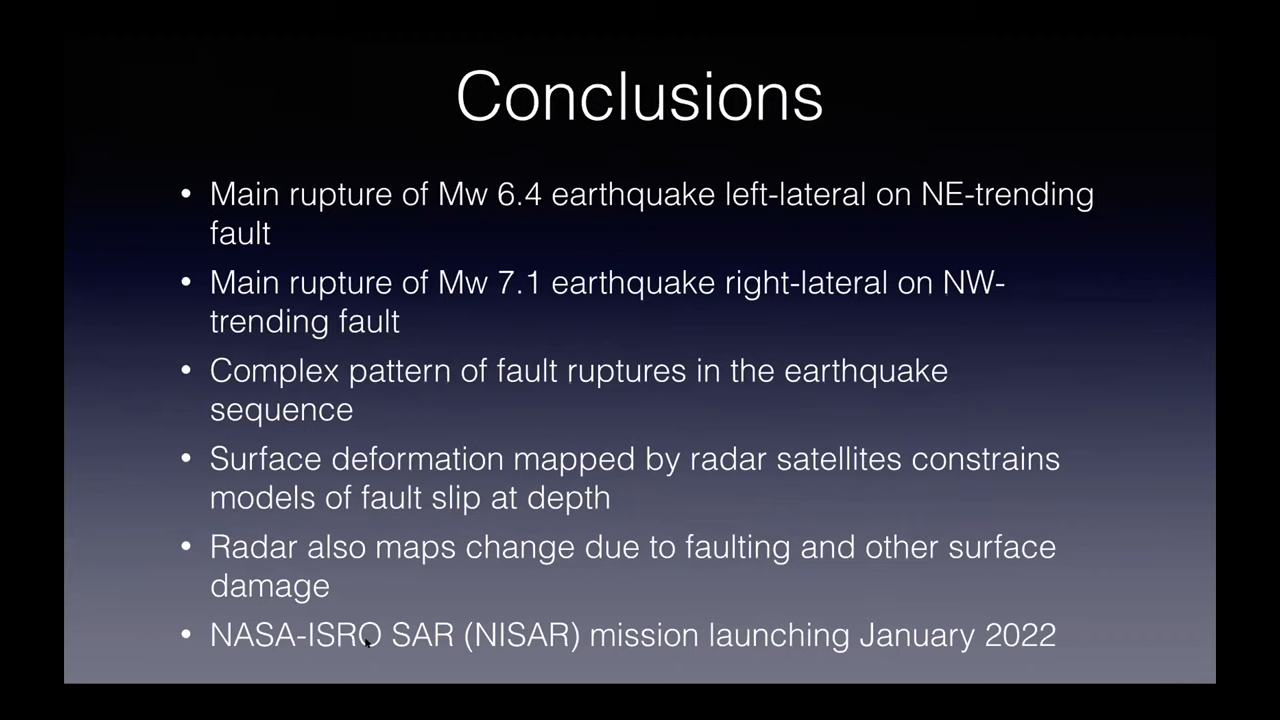 Conclusions
• Main rupture of Mw 6.4 earthquake left-lateral on NE-trending
fault
• Main rupture of Mw 7.1 earthquake right-lateral on NW-
trending fault
• Complex pattern of fault ruptures in the earthquake
sequence
• Surface deformation mapped by radar satellites constrains
models of fault slip at depth
• Radar also maps change due to faulting and other surface
damage
• NASA-ISRO SAR (NISAR) mission launching January 2022